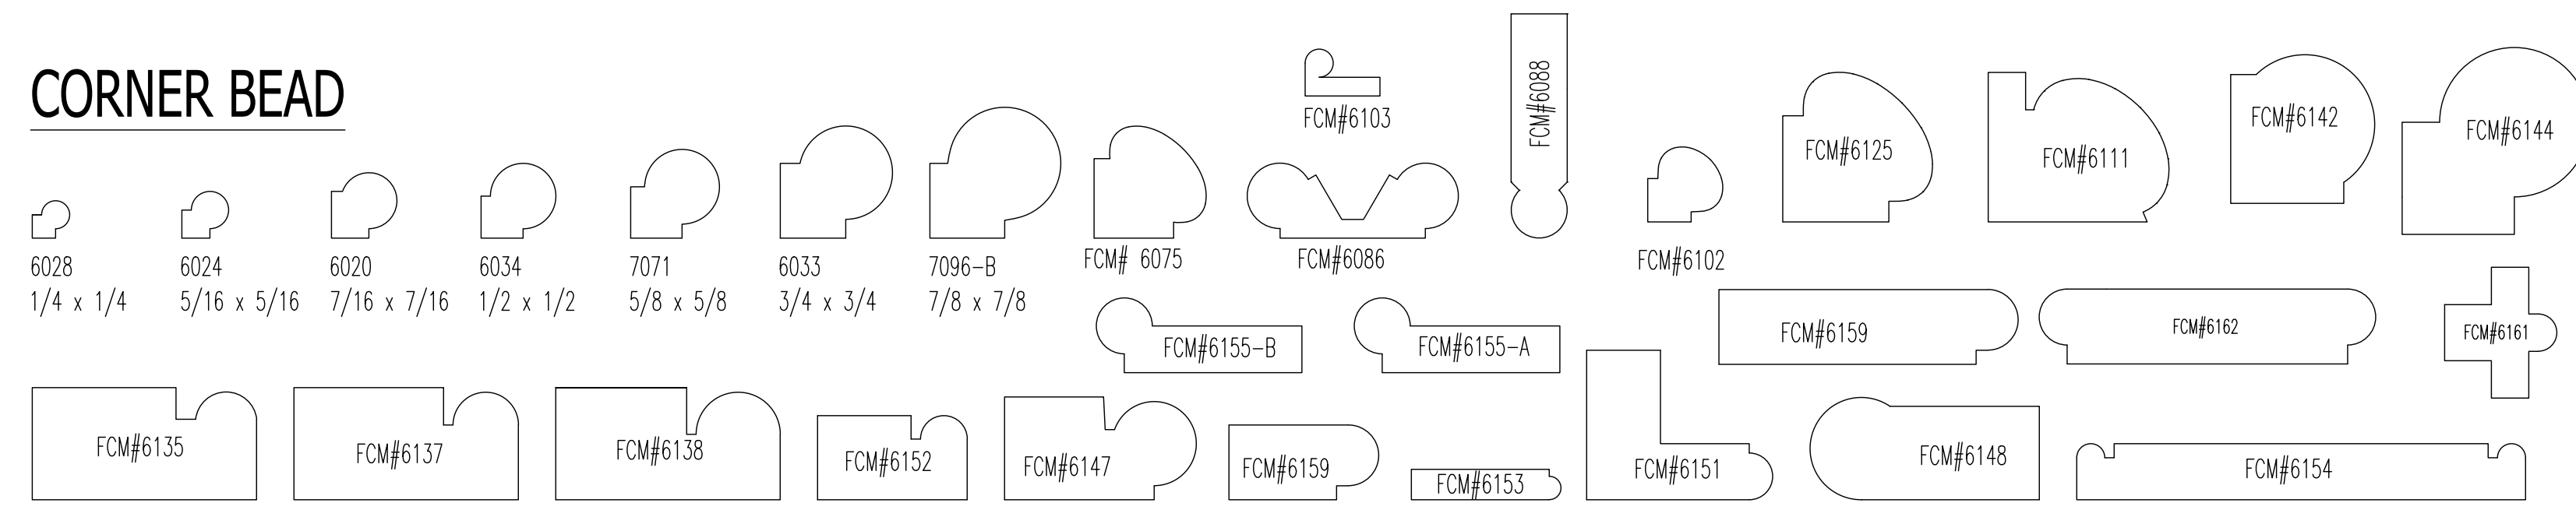 CORNER BEAD
FCM#6103
FCM#6088
FCM#6125
FCM#6111
FCM#6142
FCM#6144
6028
1/4 x 1/4
6024
5/16 x 5/16
6020
7/16 x 7/16
6034
1/2 x 1/2
7071
5/8 x 5/8
6033
3/4 x 3/4
7096-B
7/8 x 7/8
FCM# 6075
FCM#6086
FCM#6102
FCM#6155-B
FCM#6155-A
FCM#6159
FCM#6162
FCM#6161
FCM#6135
FCM#6137
FCM#6138
FCM#6152
FCM#6147
FCM#6159
FCM#6153
FCM#6151
FCM#6148
FCM#6154